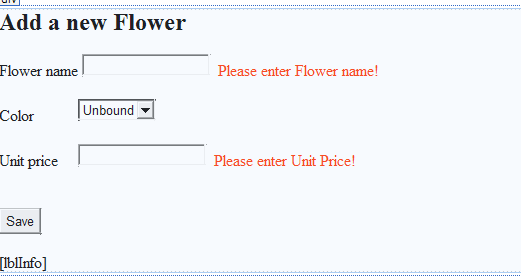 div
Add a new Flower
Flower name Please enter Flower name!
Color Unbound
Unit price Please enter Unit Price!
Save
[lblInfo]